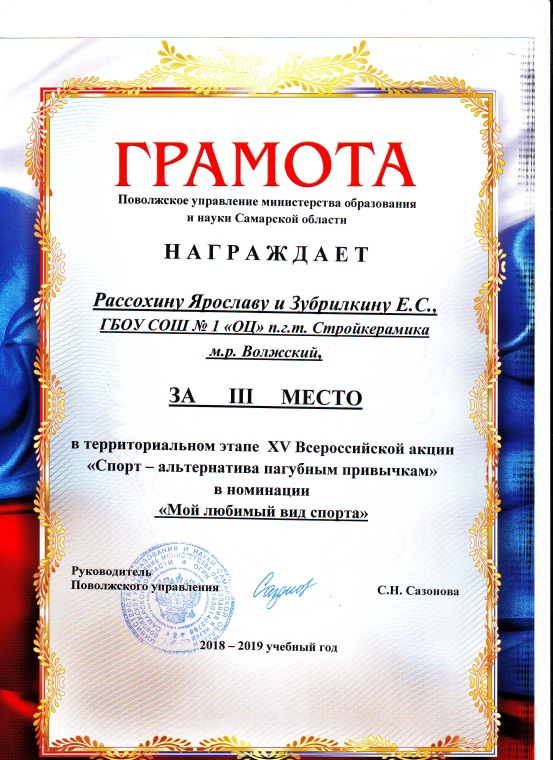 ГРАМОТА
Поволжское управление министерства образования
и науки Самарской области
НАГРАЖДАЕТ
Рассохину Ярославу и Зубрилкину Е.С.,
ГБОУ СОШ № 1 «ОЦ» п.г.т. Стройкерамика
м.р. Волжский,
ЗА III МЕСТО
в территориальном этапе XV Всероссийской акции
«Спорт – альтернатива пагубным привычкам»
в номинации
«Мой любимый вид спорта»
Руководитель
Поволжского управления
С.Н. Сазонова
2018 – 2019 учебный год